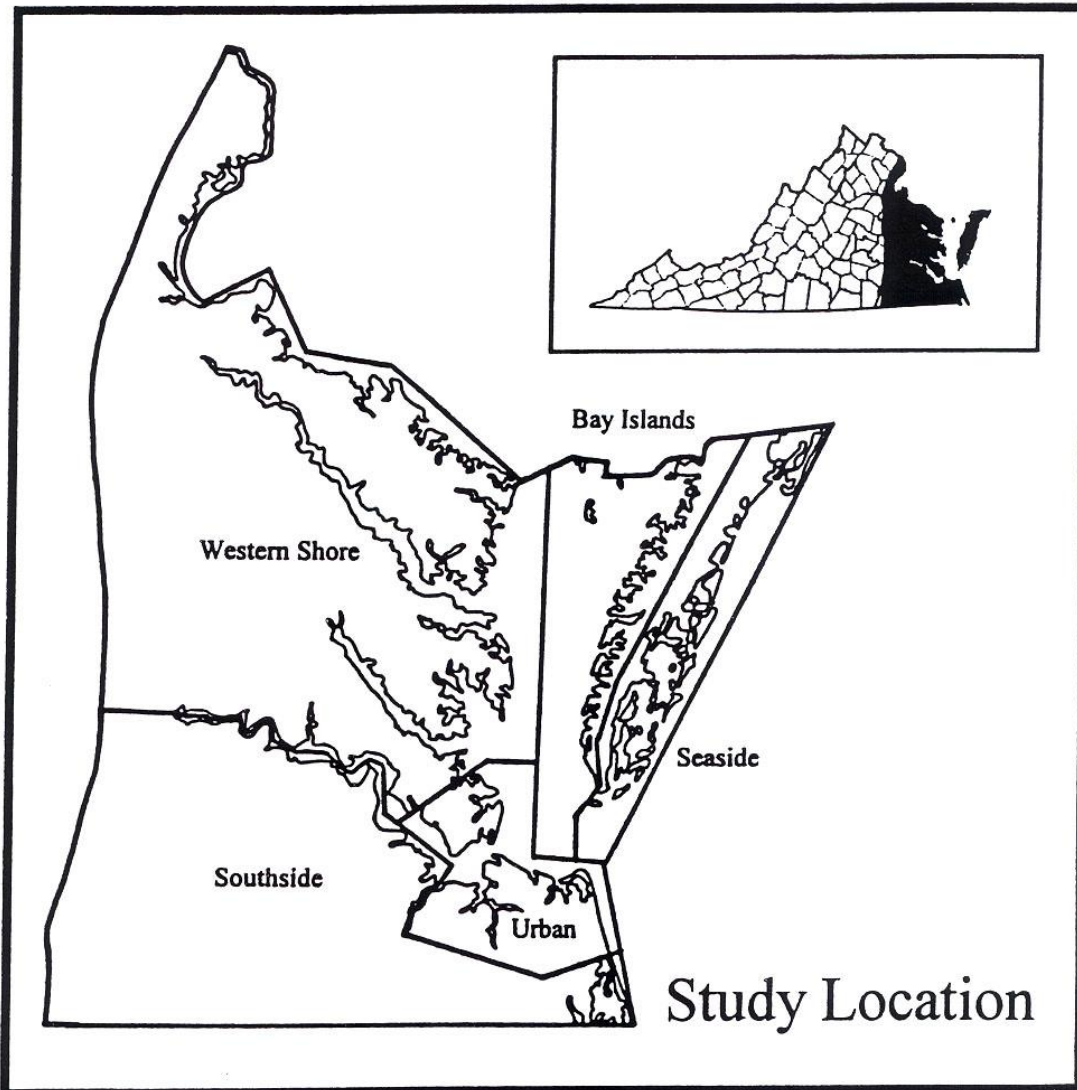 Bay Islands
Western Shore
Seaside
Southside
Urban
Study Location